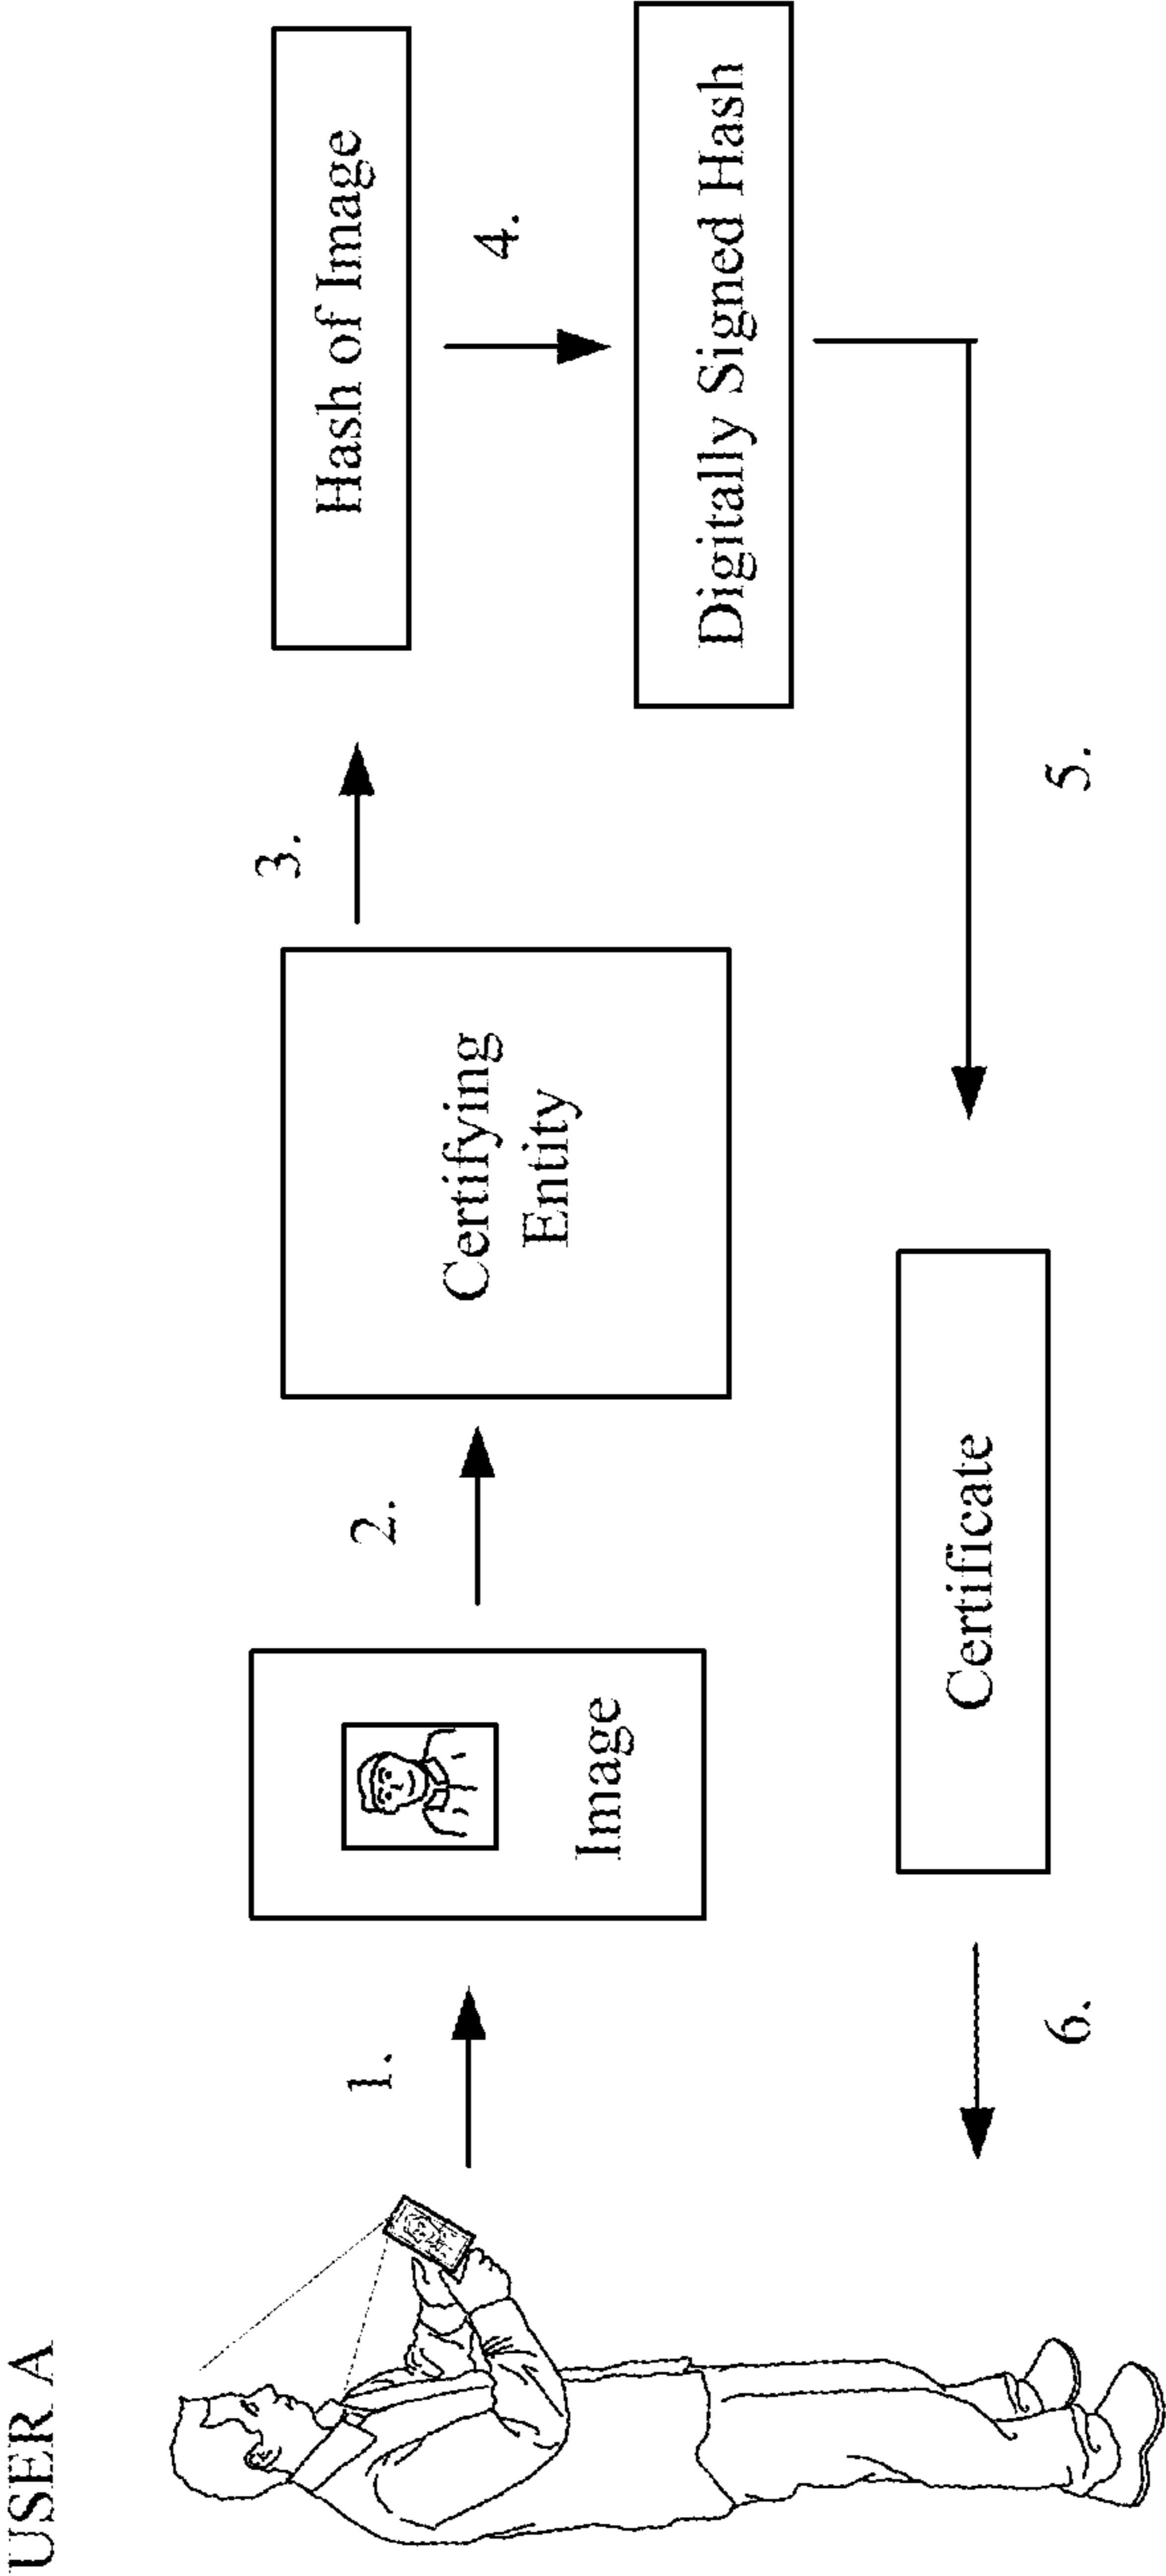 USER A
1.
Image
2.
Certifying
Entity
3.
Hash of Image
4.
Digitally Signed Hash
5.
Certificate
6.